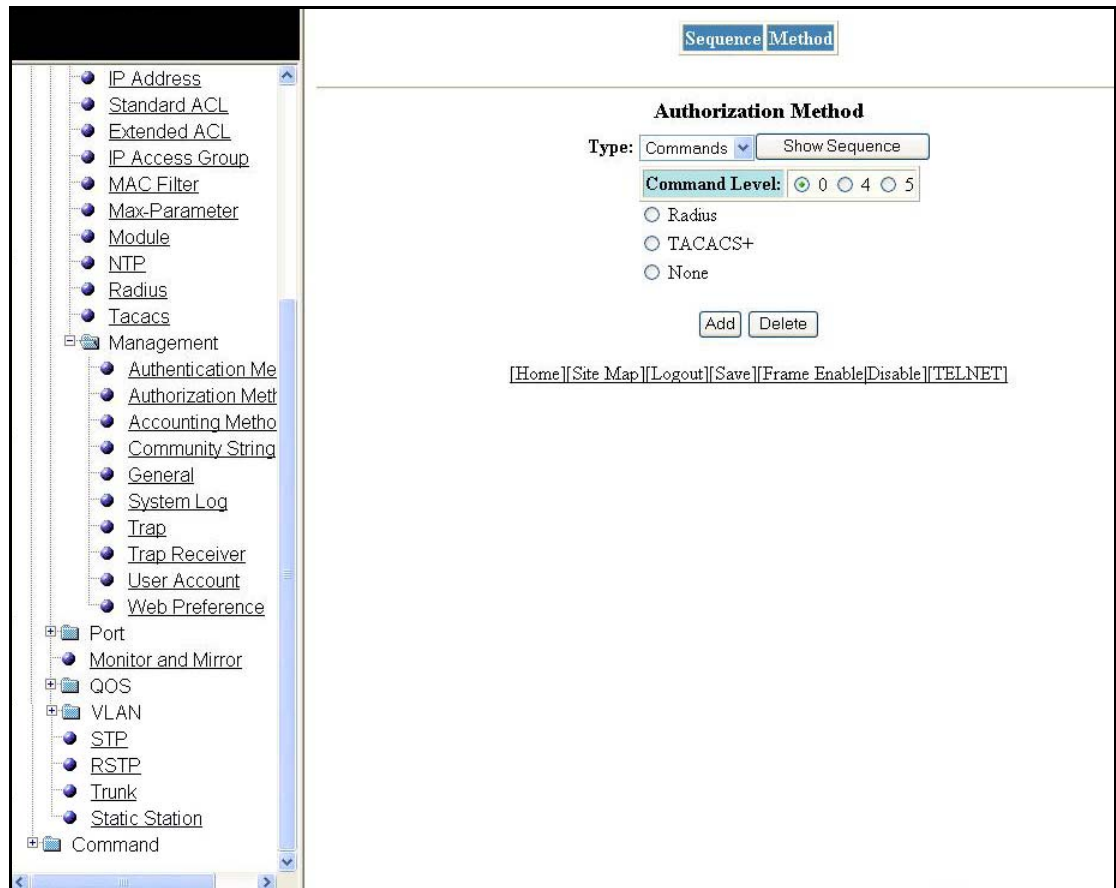 IP Address
Standard ACL
Extended ACL
IP Access Group
MAC Filter
Max-Parameter
Module
NTP
Radius
Tacacs
Management
Authentication Me
Authorization Meth
Accounting Metho
Community String
General
System Log
Trap
Trap Receiver
User Account
Web Preference
Port
Monitor and Mirror
QOS
VLAN
STP
RSTP
Trunk
Static Station
Command
Sequence Method
Authorization Method
Type: Commands Show Sequence
Command Level: 0 4 5
Radius
TACACS+
None
Add Delete
[Home][Site Map][Logout][Save][Frame Enable|Disable][TELNET]